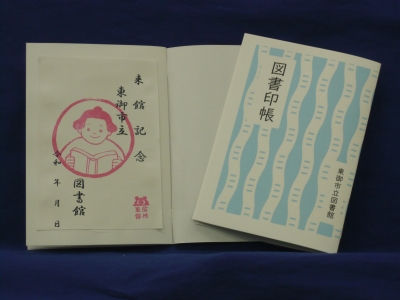 来館記念
東御市立
図書館
令和 年 月 日
図書印帳
東御市立図書館